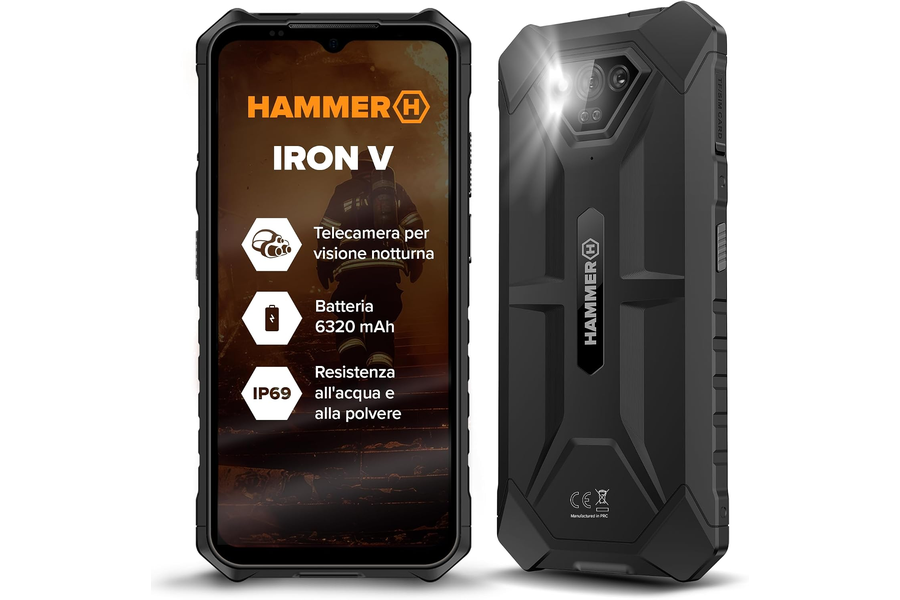 HAMMER H
IRON V
Telecamera per
visione notturna
Batteria
6320 mAh
IP69
Resistenza
all'acqua e
alla polvere
HAMMER H
CE
Manufactured in PRC